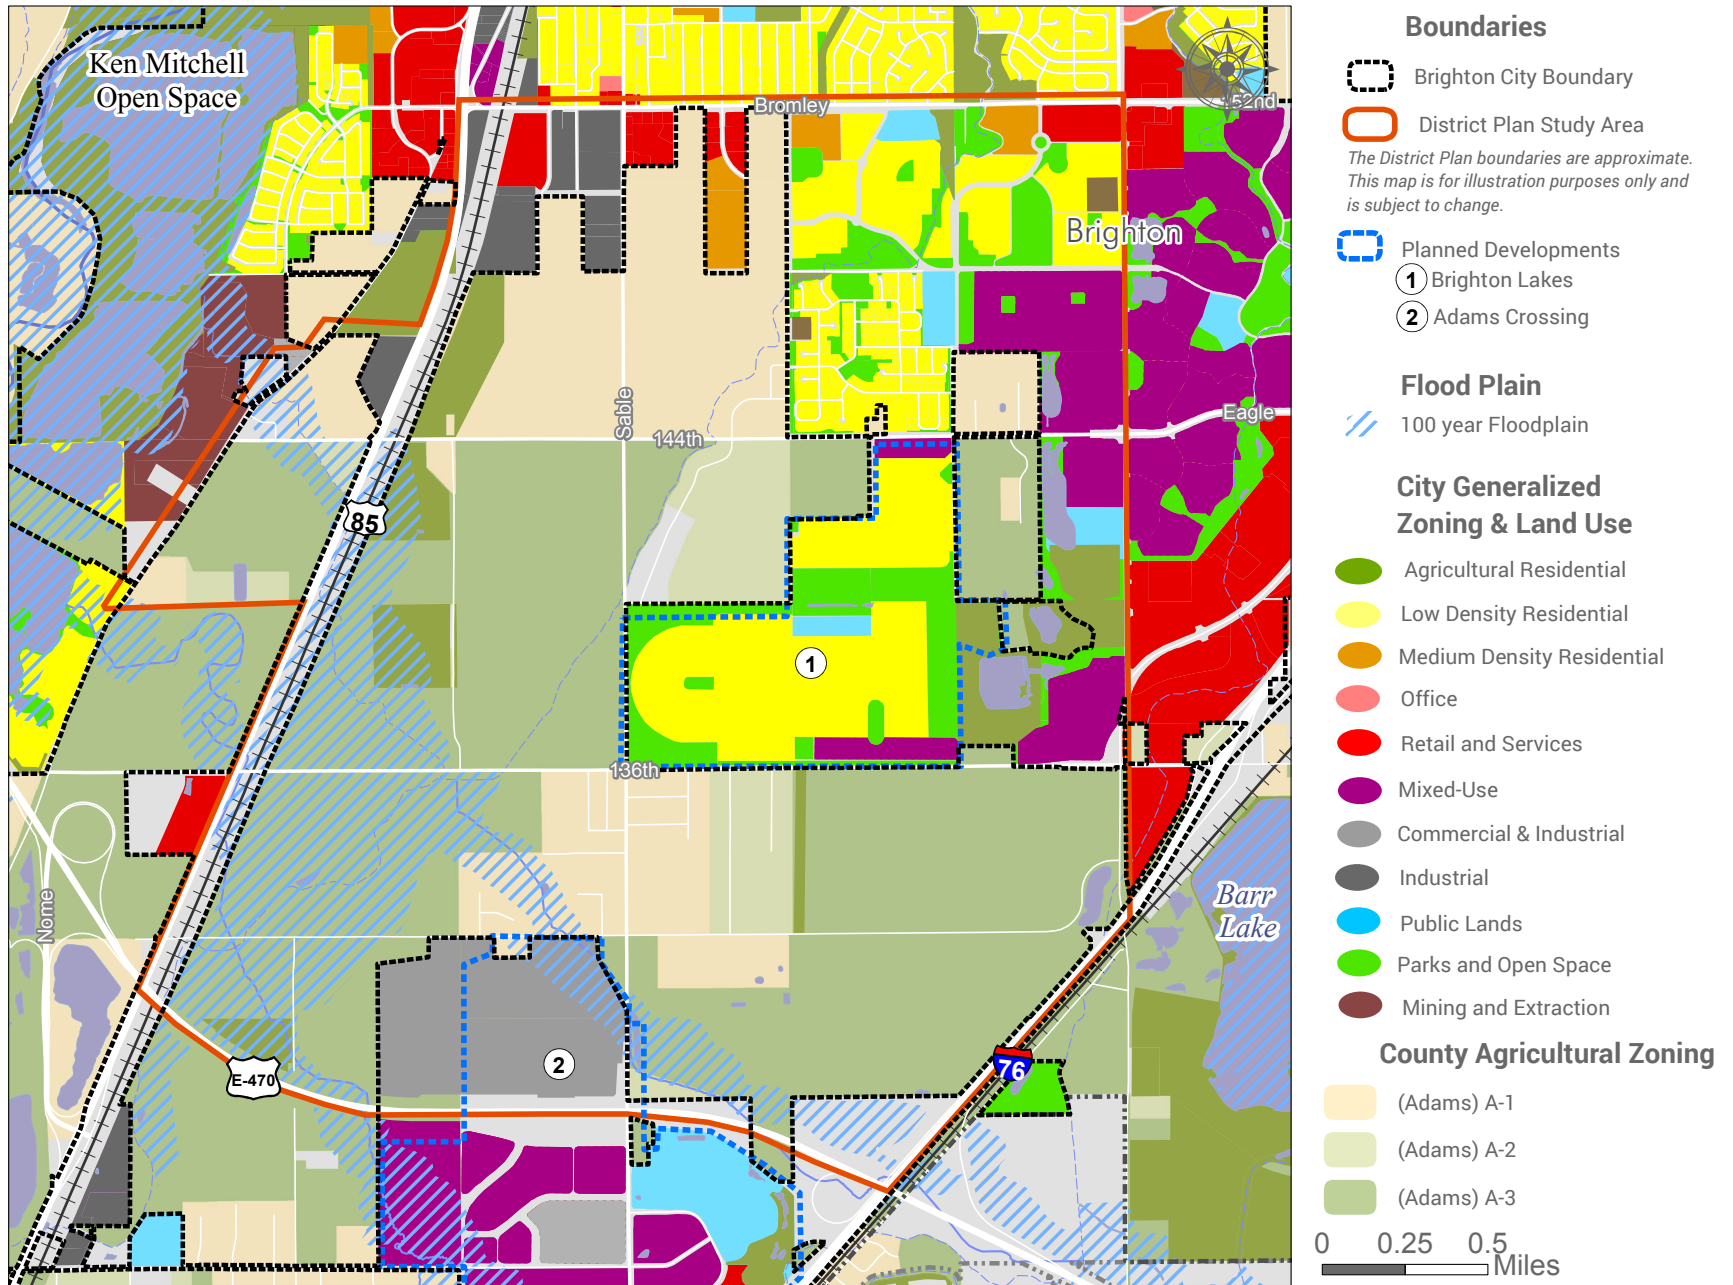 Ken Mitchell
Open Space
Bromley
152nd
Brighton
Sable
144th
Eagle
85
1
136th
Nome
Barr
Lake
2
E-470
76
Boundaries
Brighton City Boundary
District Plan Study Area
The District Plan boundaries are approximate.
This map is for illustration purposes only and
is subject to change.
Planned Developments
1 Brighton Lakes
2 Adams Crossing
Flood Plain
100 year Floodplain
City Generalized
Zoning & Land Use
Agricultural Residential
Low Density Residential
Medium Density Residential
Office
Retail and Services
Mixed-Use
Commercial & Industrial
Industrial
Public Lands
Parks and Open Space
Mining and Extraction
County Agricultural Zoning
(Adams) A-1
(Adams) A-2
(Adams) A-3
0 0.25 0.5
Miles